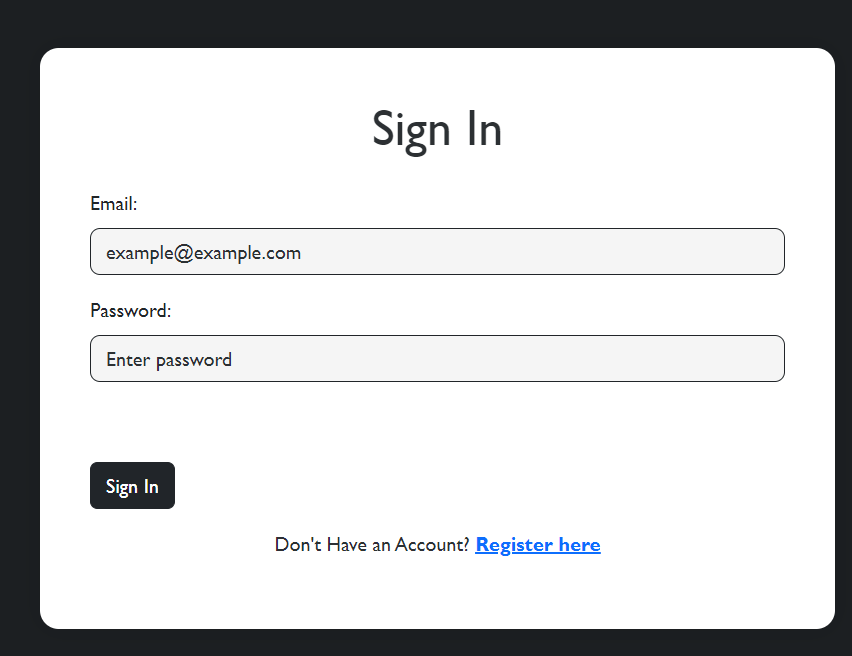 Sign In
Email:
example@example.com
Password:
Enter password
Sign In
Don't Have an Account? Register here